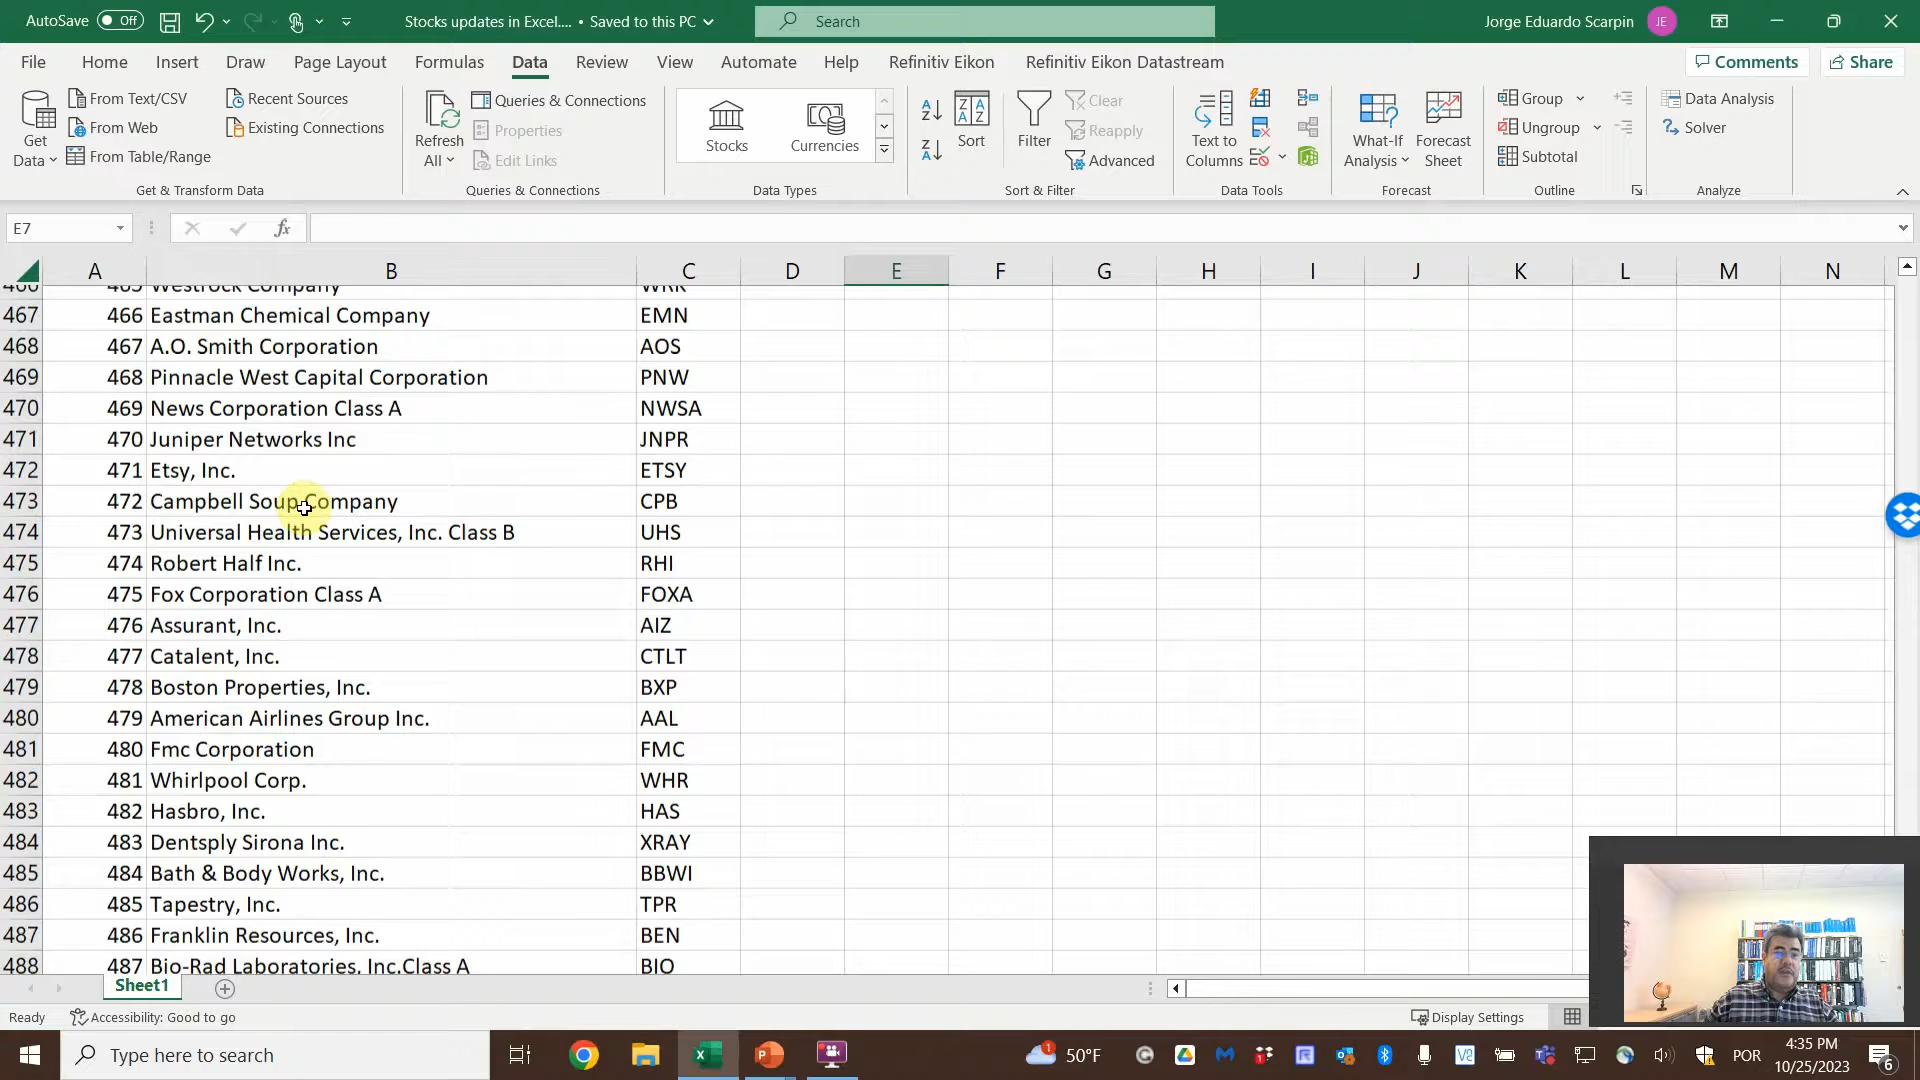 AutoSave Off Stocks updates in Excel.... • Saved to this PC Search Jorge Eduardo Scarpin JE
File Home Insert Draw Page Layout Formulas Data Review View Automate Help Refinitiv Eikon Refinitiv Eikon Datastream Comments Share
Get Data From Text/CSV Recent Sources
From Web Existing Connections
From Table/Range
Get & Transform Data
Refresh All Queries & Connections
Properties
Edit Links
Queries & Connections
Stocks Currencies
Data Types
Sort Filter Clear
Reapply
Advanced
Sort & Filter
Text to Columns
Data Tools
What-If Analysis Forecast Sheet
Forecast
Group
Ungroup
Subtotal
Outline
Data Analysis
Solver
Analyze
E7 fx
A B C D E F G H I J K L M N
466 465 Westrock Company WRK
467 466 Eastman Chemical Company EMN
468 467 A.O. Smith Corporation AOS
469 468 Pinnacle West Capital Corporation PNW
470 469 News Corporation Class A NWSA
471 470 Juniper Networks Inc JNPR
472 471 Etsy, Inc. ETSY
473 472 Campbell Soup Company CPB
474 473 Universal Health Services, Inc. Class B UHS
475 474 Robert Half Inc. RHI
476 475 Fox Corporation Class A FOXA
477 476 Assurant, Inc. AIZ
478 477 Catalent, Inc. CTLT
479 478 Boston Properties, Inc. BXP
480 479 American Airlines Group Inc. AAL
481 480 Fmc Corporation FMC
482 481 Whirlpool Corp. WHR
483 482 Hasbro, Inc. HAS
484 483 Dentsply Sirona Inc. XRAY
485 484 Bath & Body Works, Inc. BBWI
486 485 Tapestry, Inc. TPR
487 486 Franklin Resources, Inc. BEN
488 487 Bio-Rad Laboratories, Inc.Class A BIO
Sheet1
Ready Accessibility: Good to go Display Settings
Type here to search 50°F POR 4:35 PM
10/25/2023 6